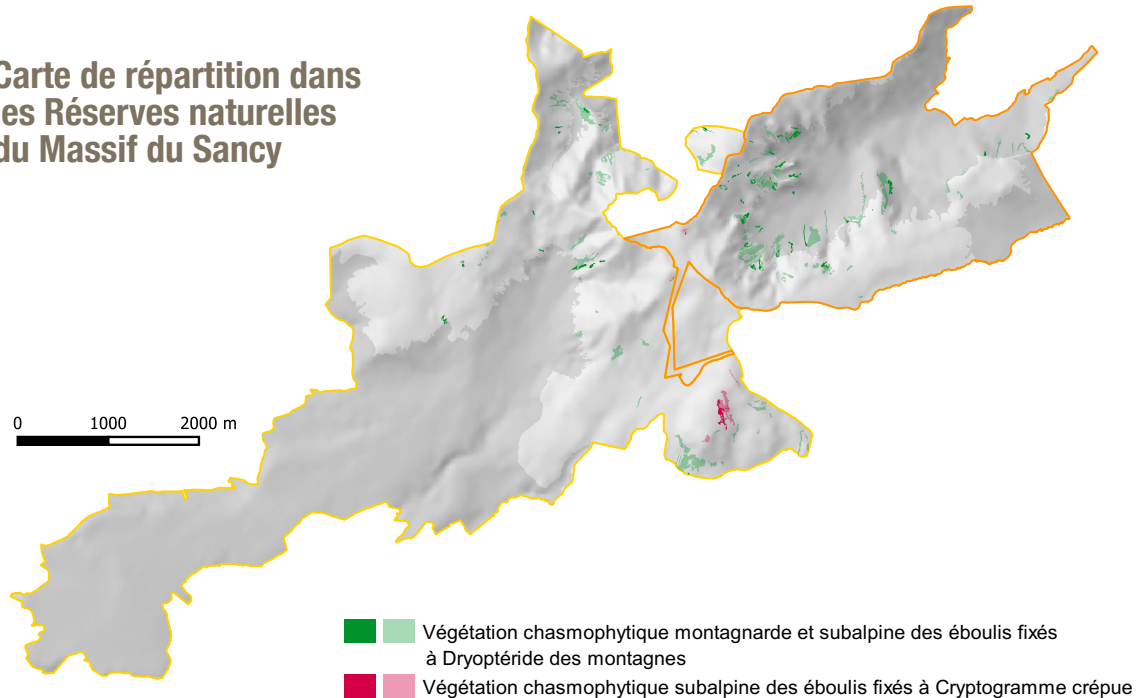 Carte de répartition dans
les Réserves naturelles
du Massif du Sancy
0 1000 2000 m
Végétation chasmophytique montagnarde et subalpine des éboulis fixés
à Dryoptéride des montagnes
Végétation chasmophytique subalpine des éboulis fixés à Cryptogramme crépue